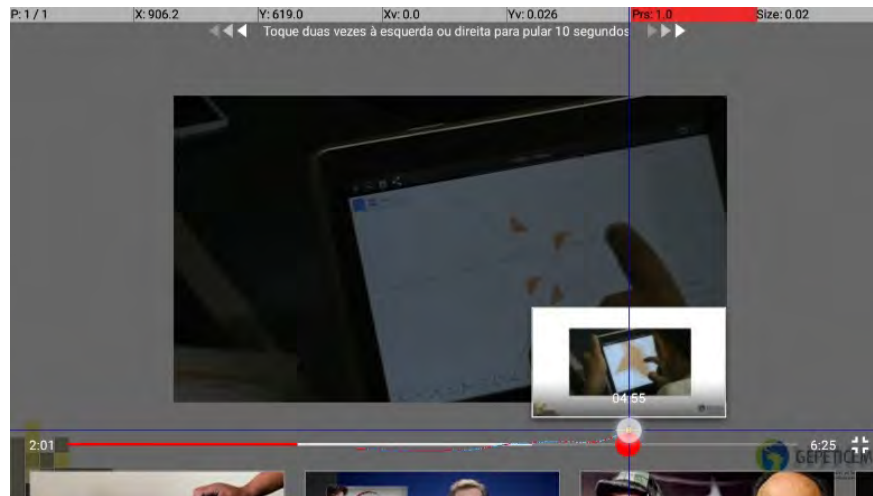 P: 1 / 1 X: 906.2 Y: 619.0 Xv: 0.0 Yv: 0.026 Prs: 1.0 Size: 0.02
Toque duas vezes à esquerda ou direita para pular 10 segundos
04:55
2:01 6:25
GEPETICEM